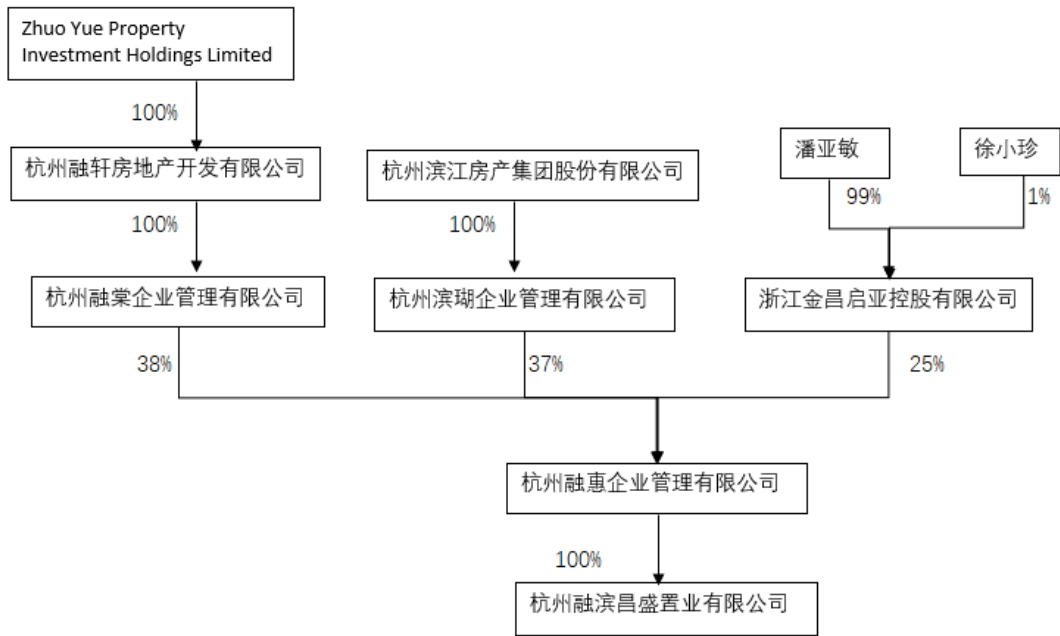 Zhuo Yue Property
Investment Holdings Limited
100%
杭州融轩房地产开发有限公司
杭州滨江房产集团股份有限公司
潘亚敏
徐小珍
100%
100%
99%
1%
杭州融棠企业管理有限公司
杭州滨瑚企业管理有限公司
浙江金昌启亚控股有限公司
38%
37%
25%
杭州融惠企业管理有限公司
100%
杭州融滨昌盛置业有限公司